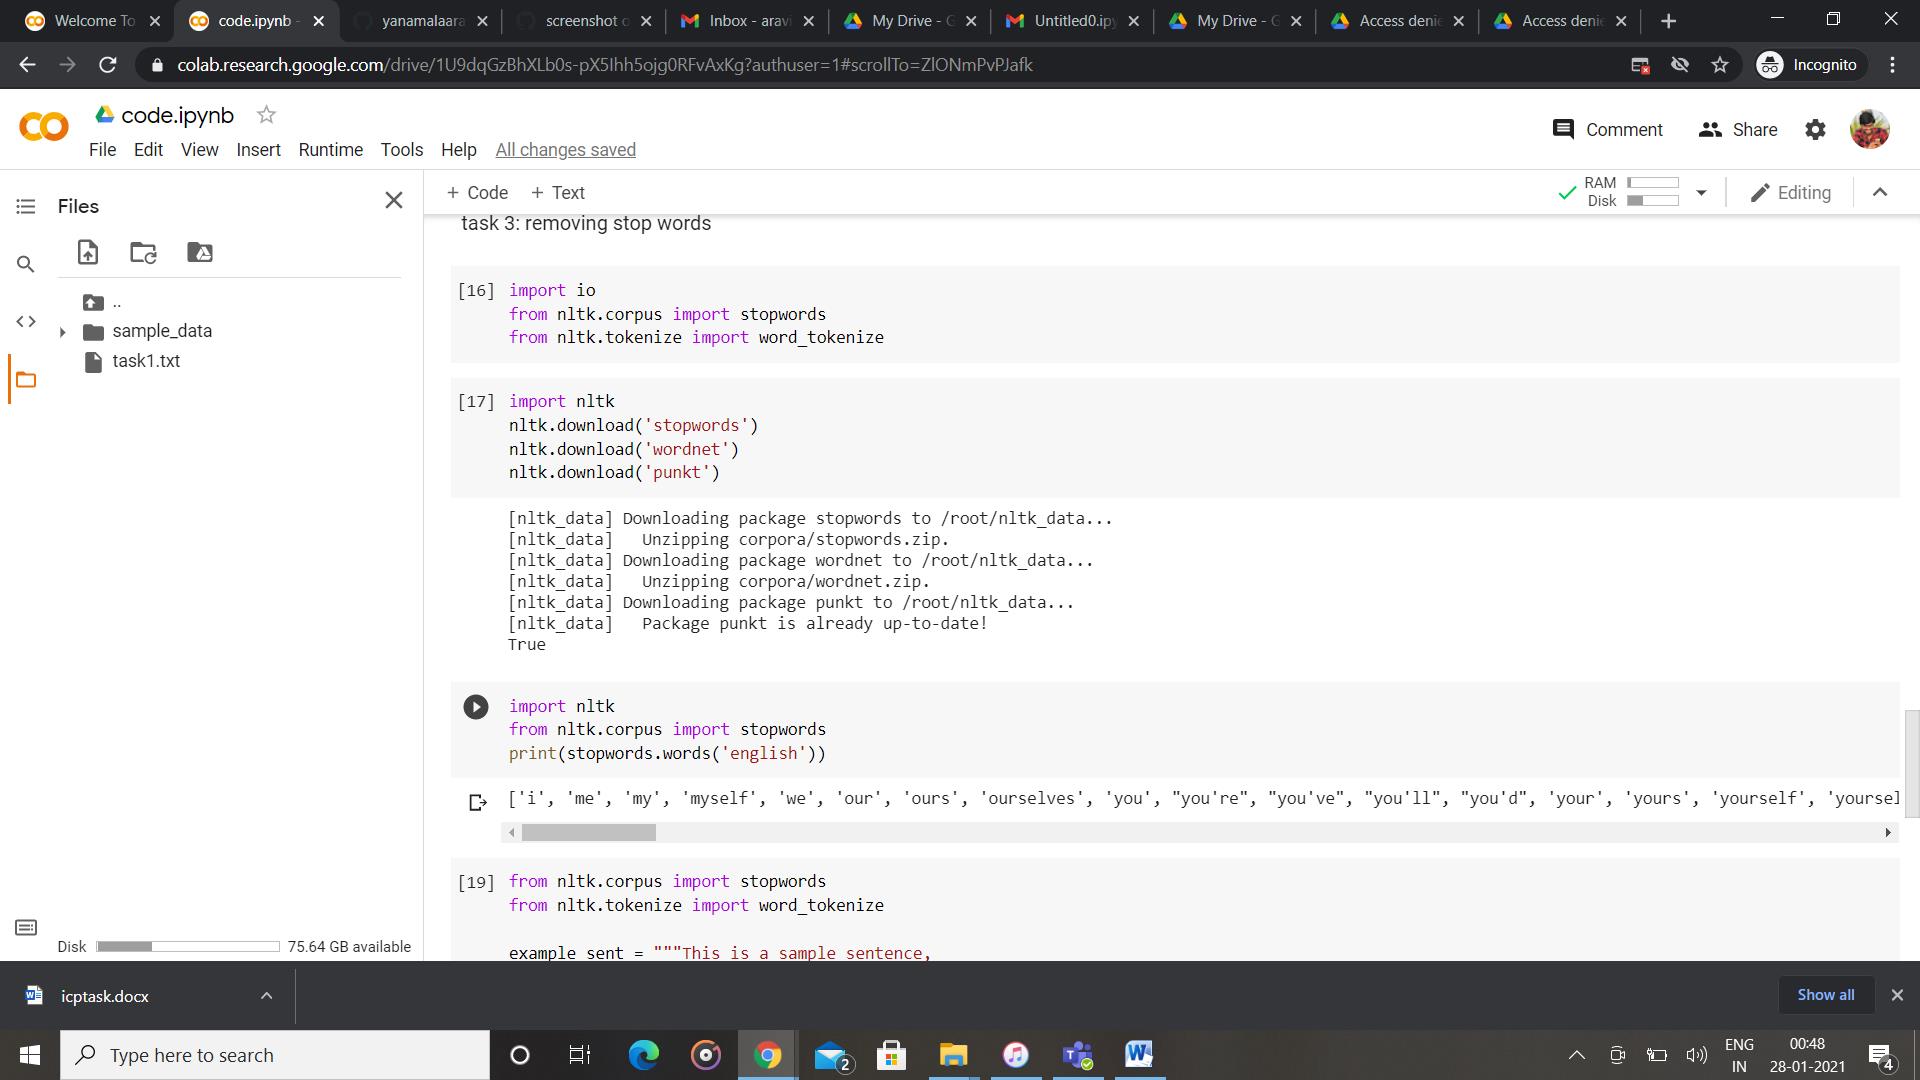 Welcome To
code.ipynb -
yanamalaara
screenshot o
Inbox - aravi
My Drive - G
Untitled0.ipy
My Drive - G
Access denie
Access denie
colab.research.google.com/drive/1U9dqGzBhXLb0s-pX5Ihh5ojg0RFvAxKg?authuser=1#scrollTo=ZlONmPvPJafk
Incognito
code.ipynb
Comment
Share
File Edit View Insert Runtime Tools Help All changes saved
Files
+ Code + Text
RAM
Disk
Editing
..
sample_data
task1.txt
task 3: removing stop words
[16] import io
from nltk.corpus import stopwords
from nltk.tokenize import word_tokenize
[17] import nltk
nltk.download('stopwords')
nltk.download('wordnet')
nltk.download('punkt')
[nltk_data] Downloading package stopwords to /root/nltk_data...
[nltk_data]   Unzipping corpora/stopwords.zip.
[nltk_data] Downloading package wordnet to /root/nltk_data...
[nltk_data]   Unzipping corpora/wordnet.zip.
[nltk_data] Downloading package punkt to /root/nltk_data...
[nltk_data]   Package punkt is already up-to-date!
True
import nltk
from nltk.corpus import stopwords
print(stopwords.words('english'))
['i', 'me', 'my', 'myself', 'we', 'our', 'ours', 'ourselves', 'you', "you're", "you've", "you'll", "you'd", 'your', 'yours', 'yourself', 'yoursel
[19] from nltk.corpus import stopwords
from nltk.tokenize import word_tokenize
example_sent = """This is a sample sentence,
Disk 75.64 GB available
icptask.docx
Show all
Type here to search
2
ENG
IN
00:48
28-01-2021
4